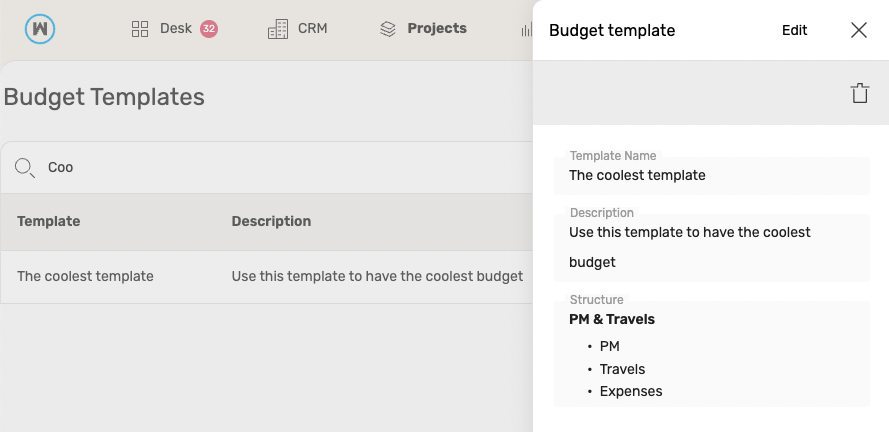 W
Desk
32
CRM
Projects
Budget Templates
Coo
Template
Description
The coolest template
Use this template to have the coolest budget
Budget template
Edit
Template Name
The coolest template
Description
Use this template to have the coolest
budget
Structure
PM & Travels
• PM
• Travels
• Expenses